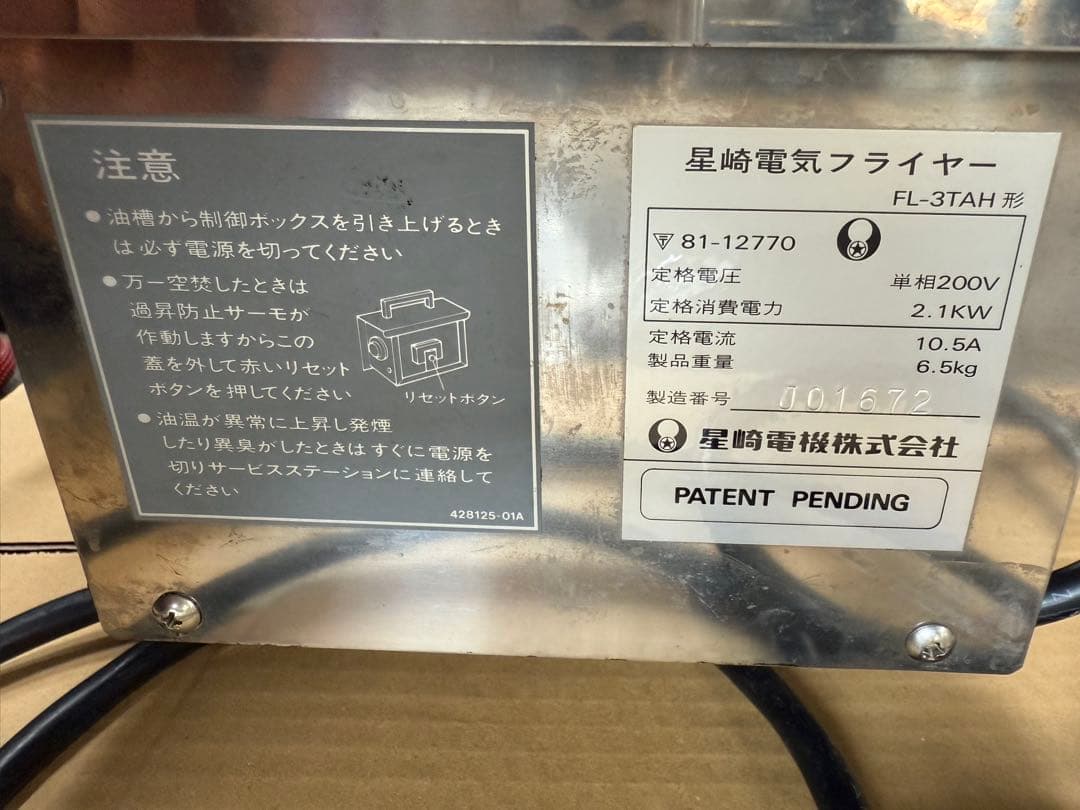 注意
● 油槽から制御ボックスを引き上げるとき
は必ず電源を切ってください
● 万一空焚したときは
過昇防止サーモが
作動しますからこの
蓋を外して赤いリセット
ボタンを押してください
リセットボタン
● 油温が異常に上昇し発煙
したり異臭がしたときはすぐに電源を
切りサービスステーションに連絡して
ください
428125-01A
星崎電気フライヤー
FL-3TAH 形
81-12770
定格電圧 単相200V
定格消費電力 2.1KW
定格電流 10.5A
製品重量 6.5kg
製造番号 J01672
星崎電機株式会社
PATENT PENDING